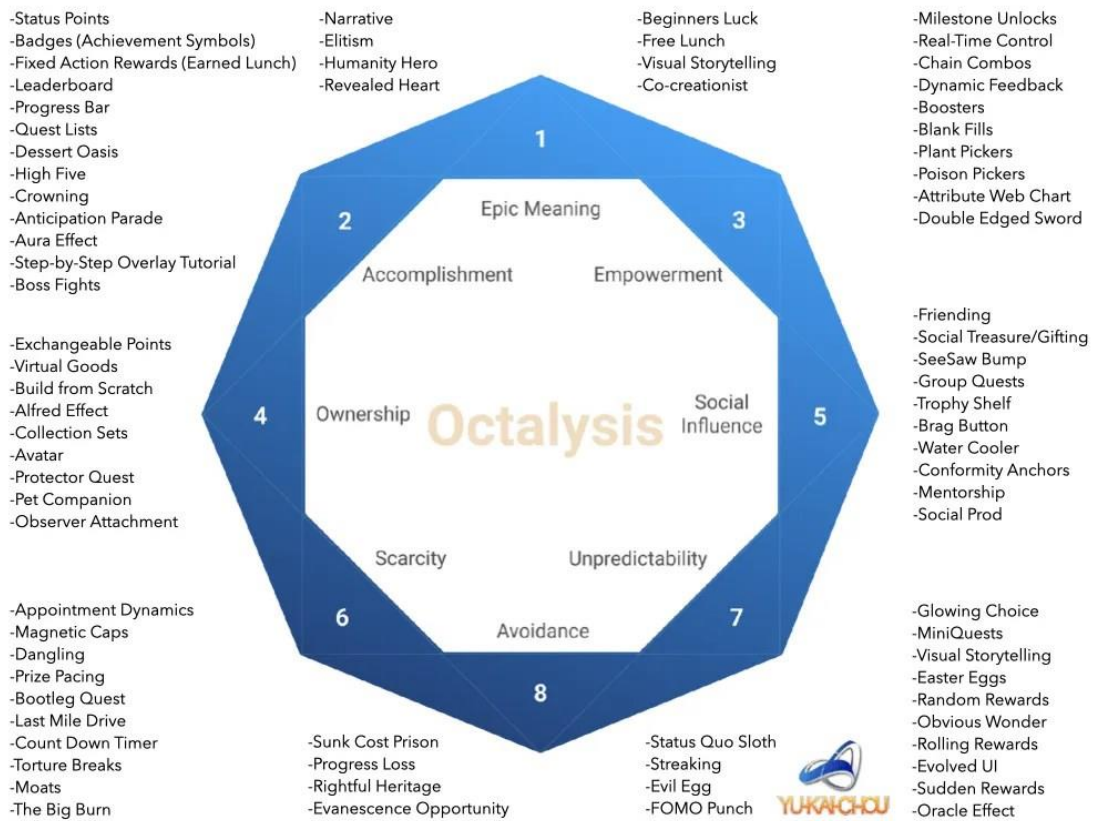 -Status Points
-Badges (Achievement Symbols)
-Fixed Action Rewards (Earned Lunch)
-Leaderboard
-Progress Bar
-Quest Lists
-Dessert Oasis
-High Five
-Crowning
-Anticipation Parade
-Aura Effect
-Step-by-Step Overlay Tutorial
-Boss Fights
-Narrative
-Elitism
-Humanity Hero
-Revealed Heart
-Beginners Luck
-Free Lunch
-Visual Storytelling
-Co-creationist
-Milestone Unlocks
-Real-Time Control
-Chain Combos
-Dynamic Feedback
-Boosters
-Blank Fills
-Plant Pickers
-Poison Pickers
-Attribute Web Chart
-Double Edged Sword
1
Epic Meaning
2
Accomplishment
3
Empowerment
-Exchangeable Points
-Virtual Goods
-Build from Scratch
-Alfred Effect
-Collection Sets
-Avatar
-Protector Quest
-Pet Companion
-Observer Attachment
4
Ownership
Octalysis
Social
Influence
5
-Friending
-Social Treasure/Gifting
-SeeSaw Bump
-Group Quests
-Trophy Shelf
-Brag Button
-Water Cooler
-Conformity Anchors
-Mentorship
-Social Prod
Scarcity
6
Unpredictability
7
Avoidance
8
-Appointment Dynamics
-Magnetic Caps
-Dangling
-Prize Pacing
-Bootleg Quest
-Last Mile Drive
-Count Down Timer
-Torture Breaks
-Moats
-The Big Burn
-Sunk Cost Prison
-Progress Loss
-Rightful Heritage
-Evanescence Opportunity
-Status Quo Sloth
-Streaking
-Evil Egg
-FOMO Punch
YU-KAI CHOU
-Glowing Choice
-MiniQuests
-Visual Storytelling
-Easter Eggs
-Random Rewards
-Obvious Wonder
-Rolling Rewards
-Evolved UI
-Sudden Rewards
-Oracle Effect